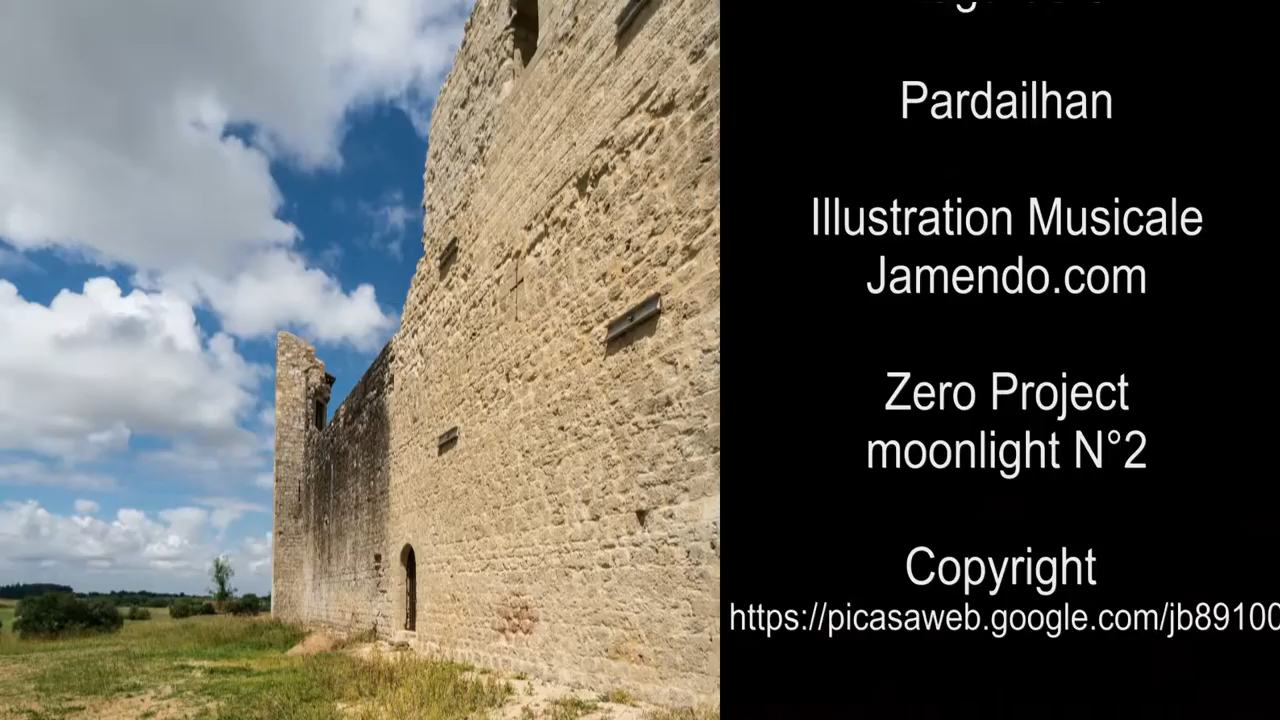 Pardailhan
Illustration Musicale
Jamendo.com
Zero Project
moonlight N°2
Copyright
https://picasaweb.google.com/jb89100